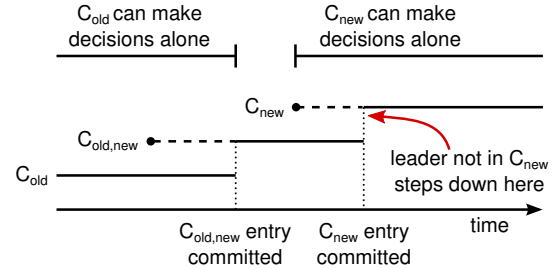 C_old can make
decisions alone
C_new can make
decisions alone
C_new
C_old,new
leader not in C_new
steps down here
C_old
time
C_old,new entry
committed
C_new entry
committed